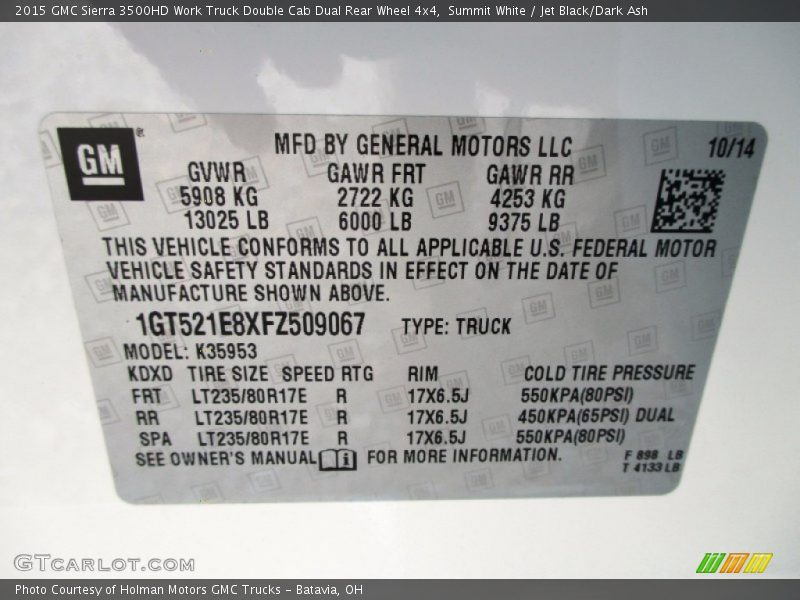 2015 GMC Sierra 3500HD Work Truck Double Cab Dual Rear Wheel 4x4, Summit White / Jet Black/Dark Ash
GM ®
MFD BY GENERAL MOTORS LLC 10/14
GVWR GAWR FRT GAWR RR
5908 KG 2722 KG 4253 KG
13025 LB 6000 LB 9375 LB
THIS VEHICLE CONFORMS TO ALL APPLICABLE U.S. FEDERAL MOTOR
VEHICLE SAFETY STANDARDS IN EFFECT ON THE DATE OF
MANUFACTURE SHOWN ABOVE.
1GT521E8XFZ509067 TYPE: TRUCK
MODEL: K35953
KDXD TIRE SIZE SPEED RTG RIM COLD TIRE PRESSURE
FRT LT235/80R17E R 17X6.5J 550KPA(80PSI)
RR LT235/80R17E R 17X6.5J 450KPA(65PSI) DUAL
SPA LT235/80R17E R 17X6.5J 550KPA(80PSI)
SEE OWNER'S MANUAL FOR MORE INFORMATION.
F 898 LB
T 4133 LB
GTCARLOT.COM
Photo Courtesy of Holman Motors GMC Trucks - Batavia, OH